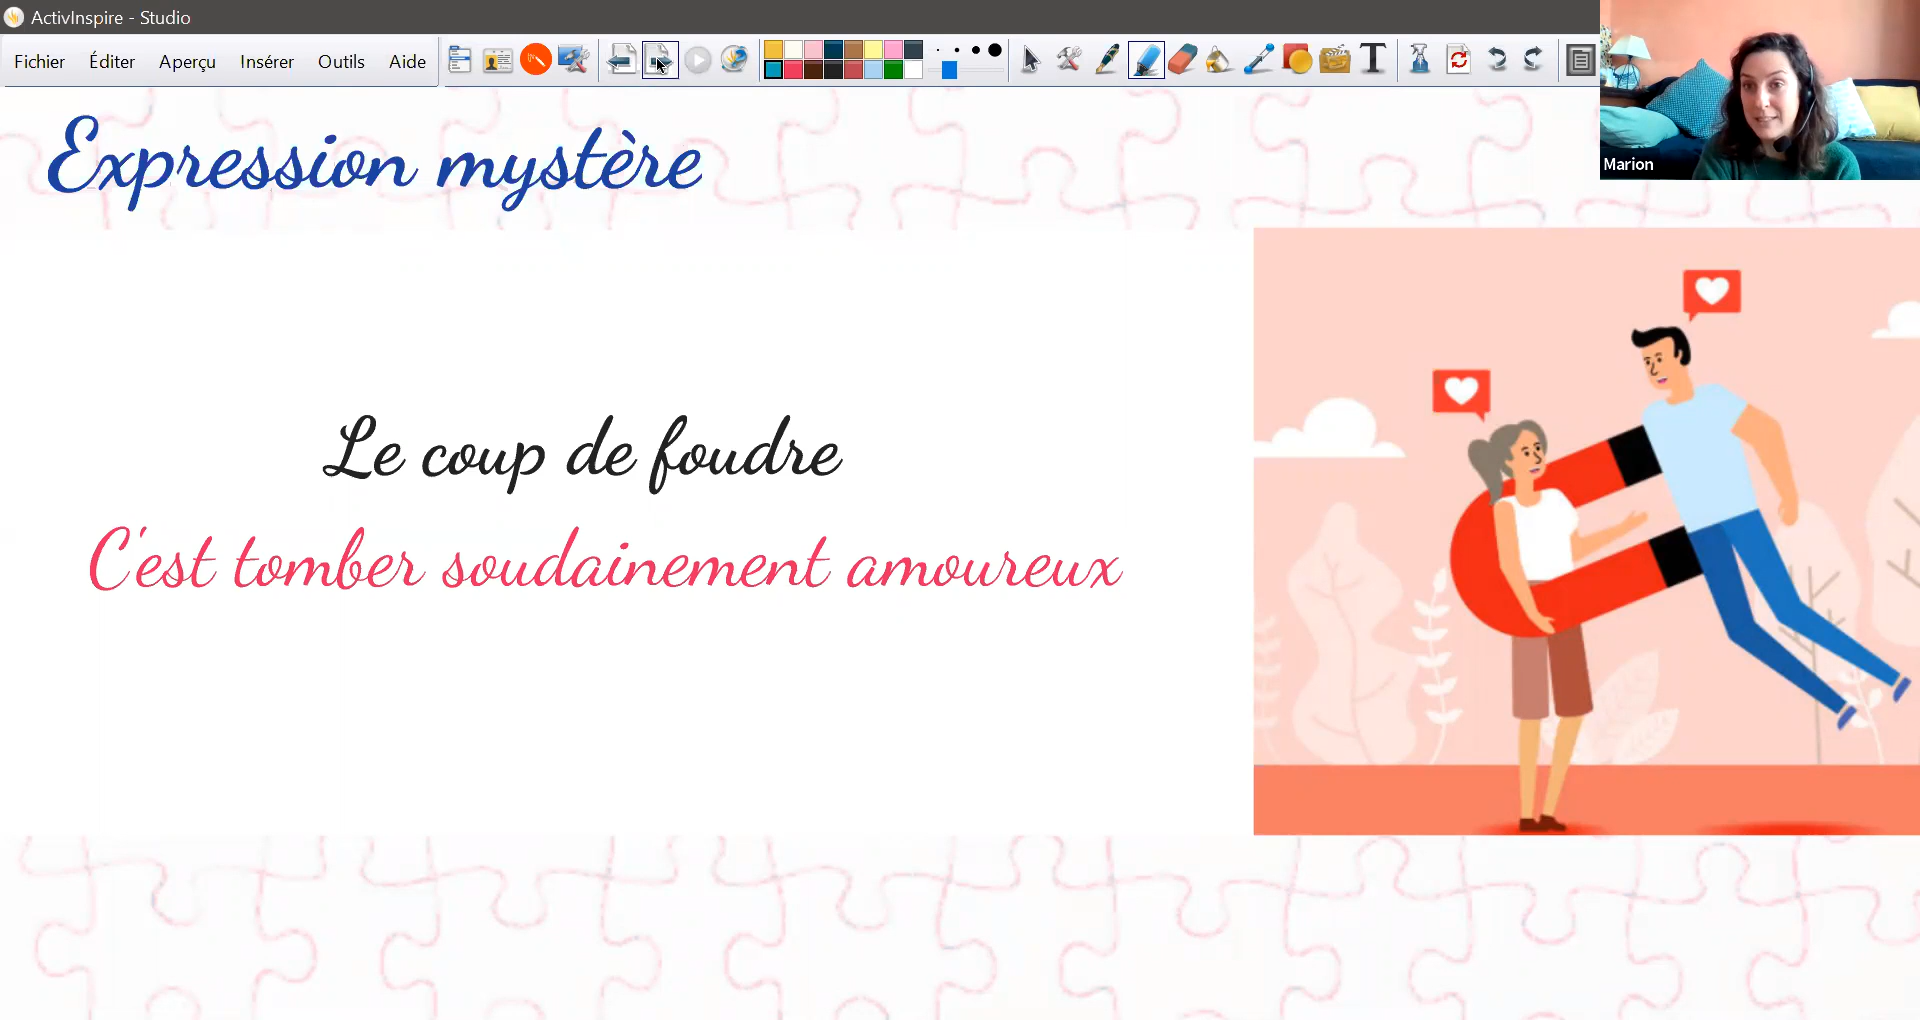 ActivInspire - Studio
Fichier Éditer Aperçu Insérer Outils Aide
Marion
Expression mystère
Le coup de foudre
C'est tomber soudainement amoureux